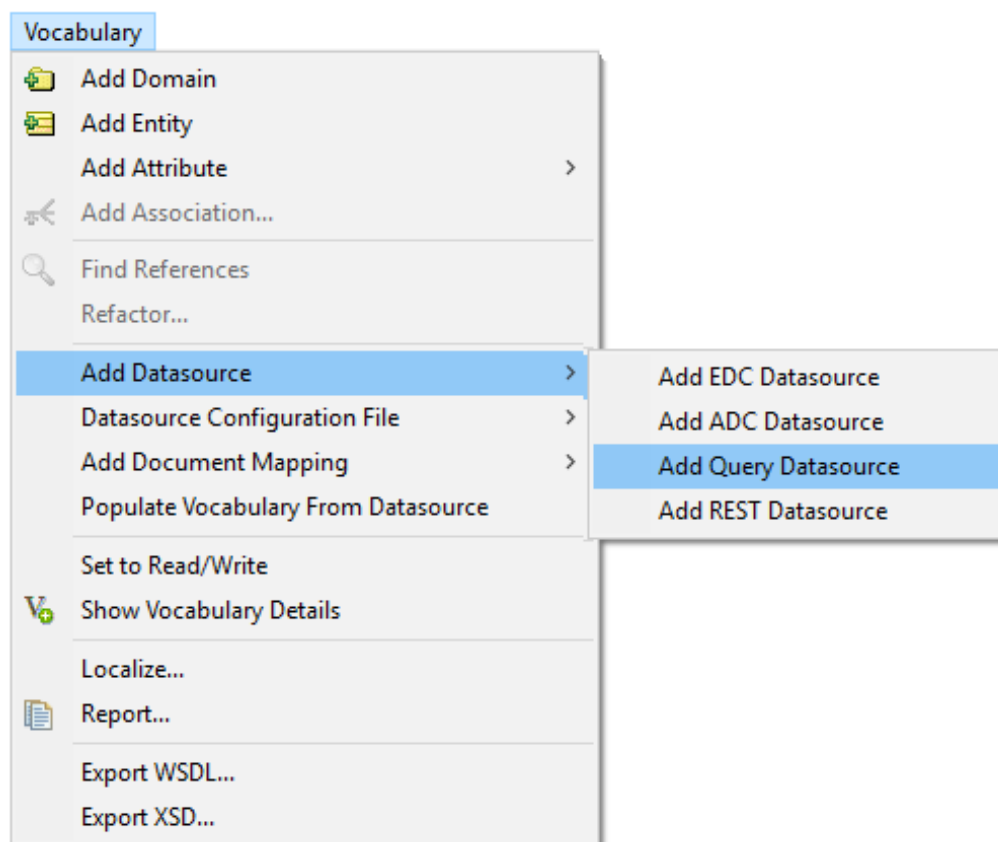 Vocabulary
Add Domain
Add Entity
Add Attribute
Add Association...
Find References
Refactor...
Add Datasource
Datasource Configuration File
Add Document Mapping
Populate Vocabulary From Datasource
Set to Read/Write
Show Vocabulary Details
Localize...
Report...
Export WSDL...
Export XSD...
Add EDC Datasource
Add ADC Datasource
Add Query Datasource
Add REST Datasource